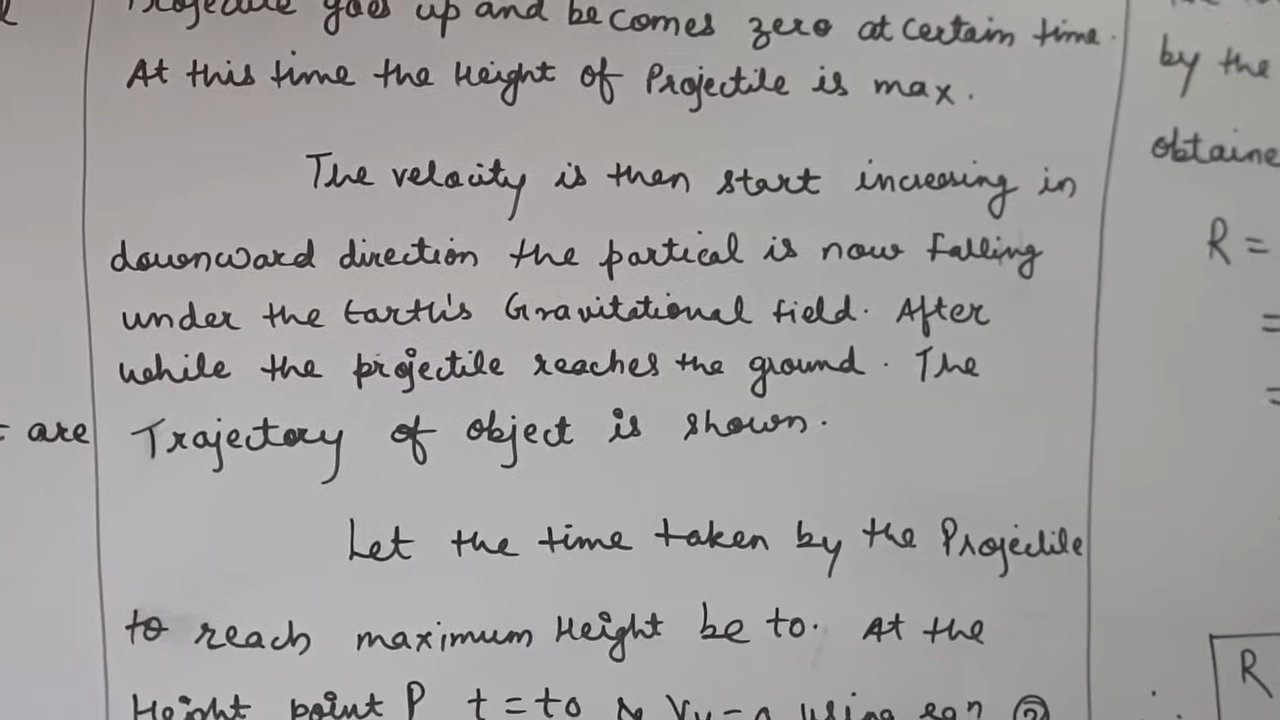 Projectile goes up and becomes zero at certain time.
At this time the Height of Projectile is max.
The velocity is then start increasing in
downward direction the partical is now falling
under the Earth's Gravitational field. After
while the projectile reaches the ground. The
Trajectory of object is shown.
Let the time taken by the Projectile
to reach maximum Height be to. At the
Height point P t = to
are
by the
obtaine
R =
=
=
R